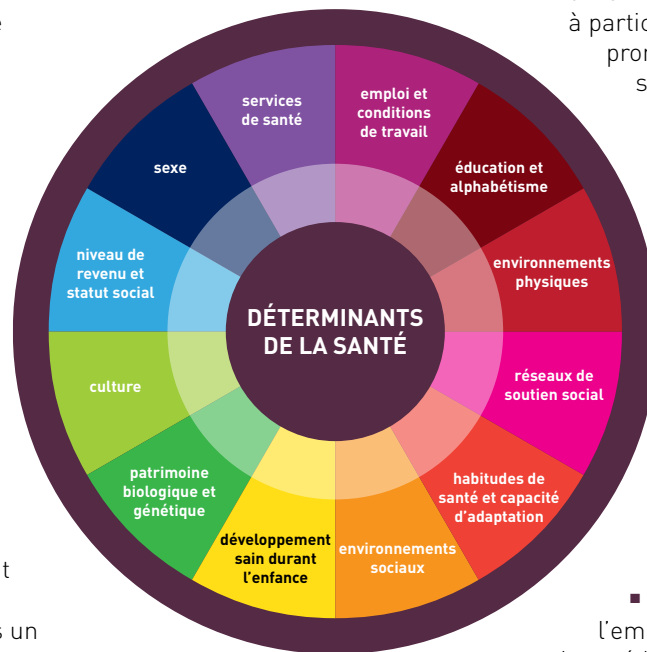 à partic
pron
s
services
de santé
emploi et
conditions
de travail
éducation et
alphabétisme
environnements
physiques
réseaux de
soutien social
habitudes de
santé et capacité
d'adaptation
environnements
sociaux
développement
sain durant
l'enfance
patrimoine
biologique et
génétique
culture
niveau de
revenu et
statut social
sexe
DÉTERMINANTS
DE LA SANTÉ
t
s un
▪
l'em